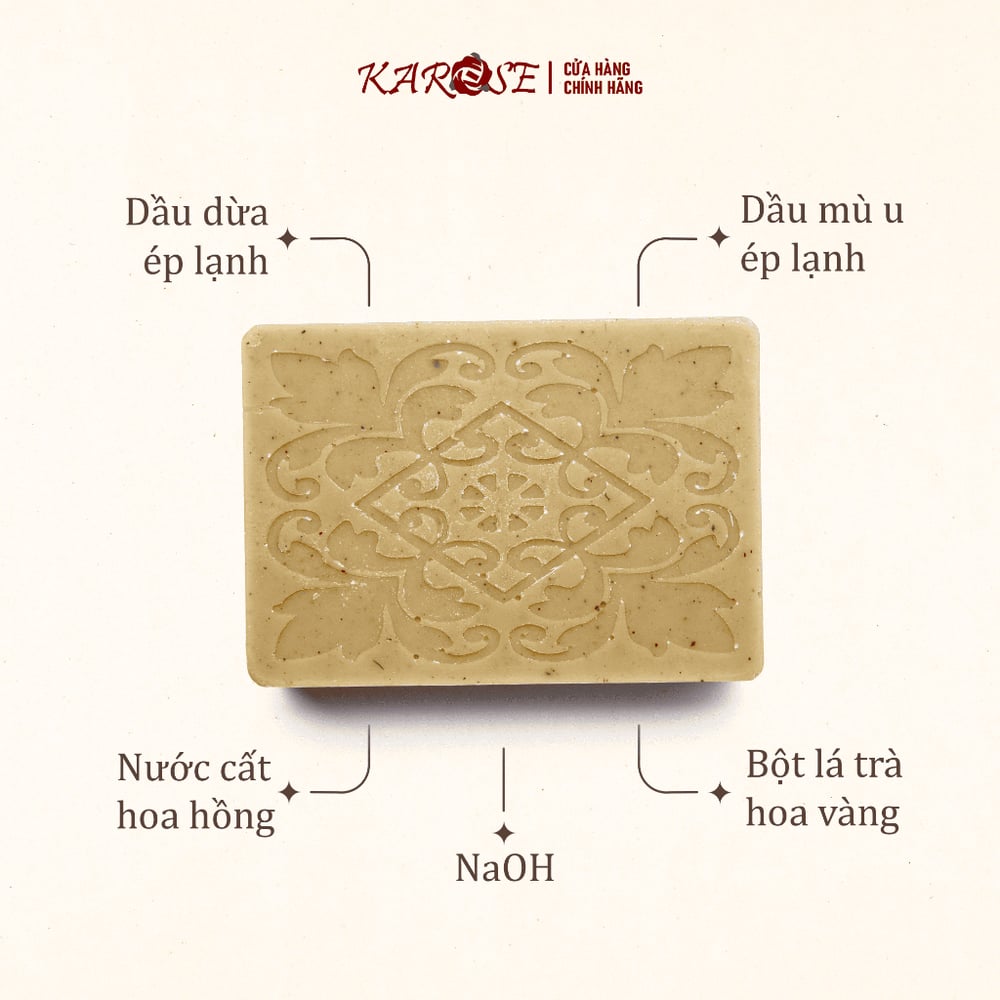 KAROSE
CỬA HÀNG
CHÍNH HÃNG
Dầu dừa
ép lạnh
Dầu mù u
ép lạnh
Nước cất
hoa hồng
Bột lá trà
hoa vàng
NaOH